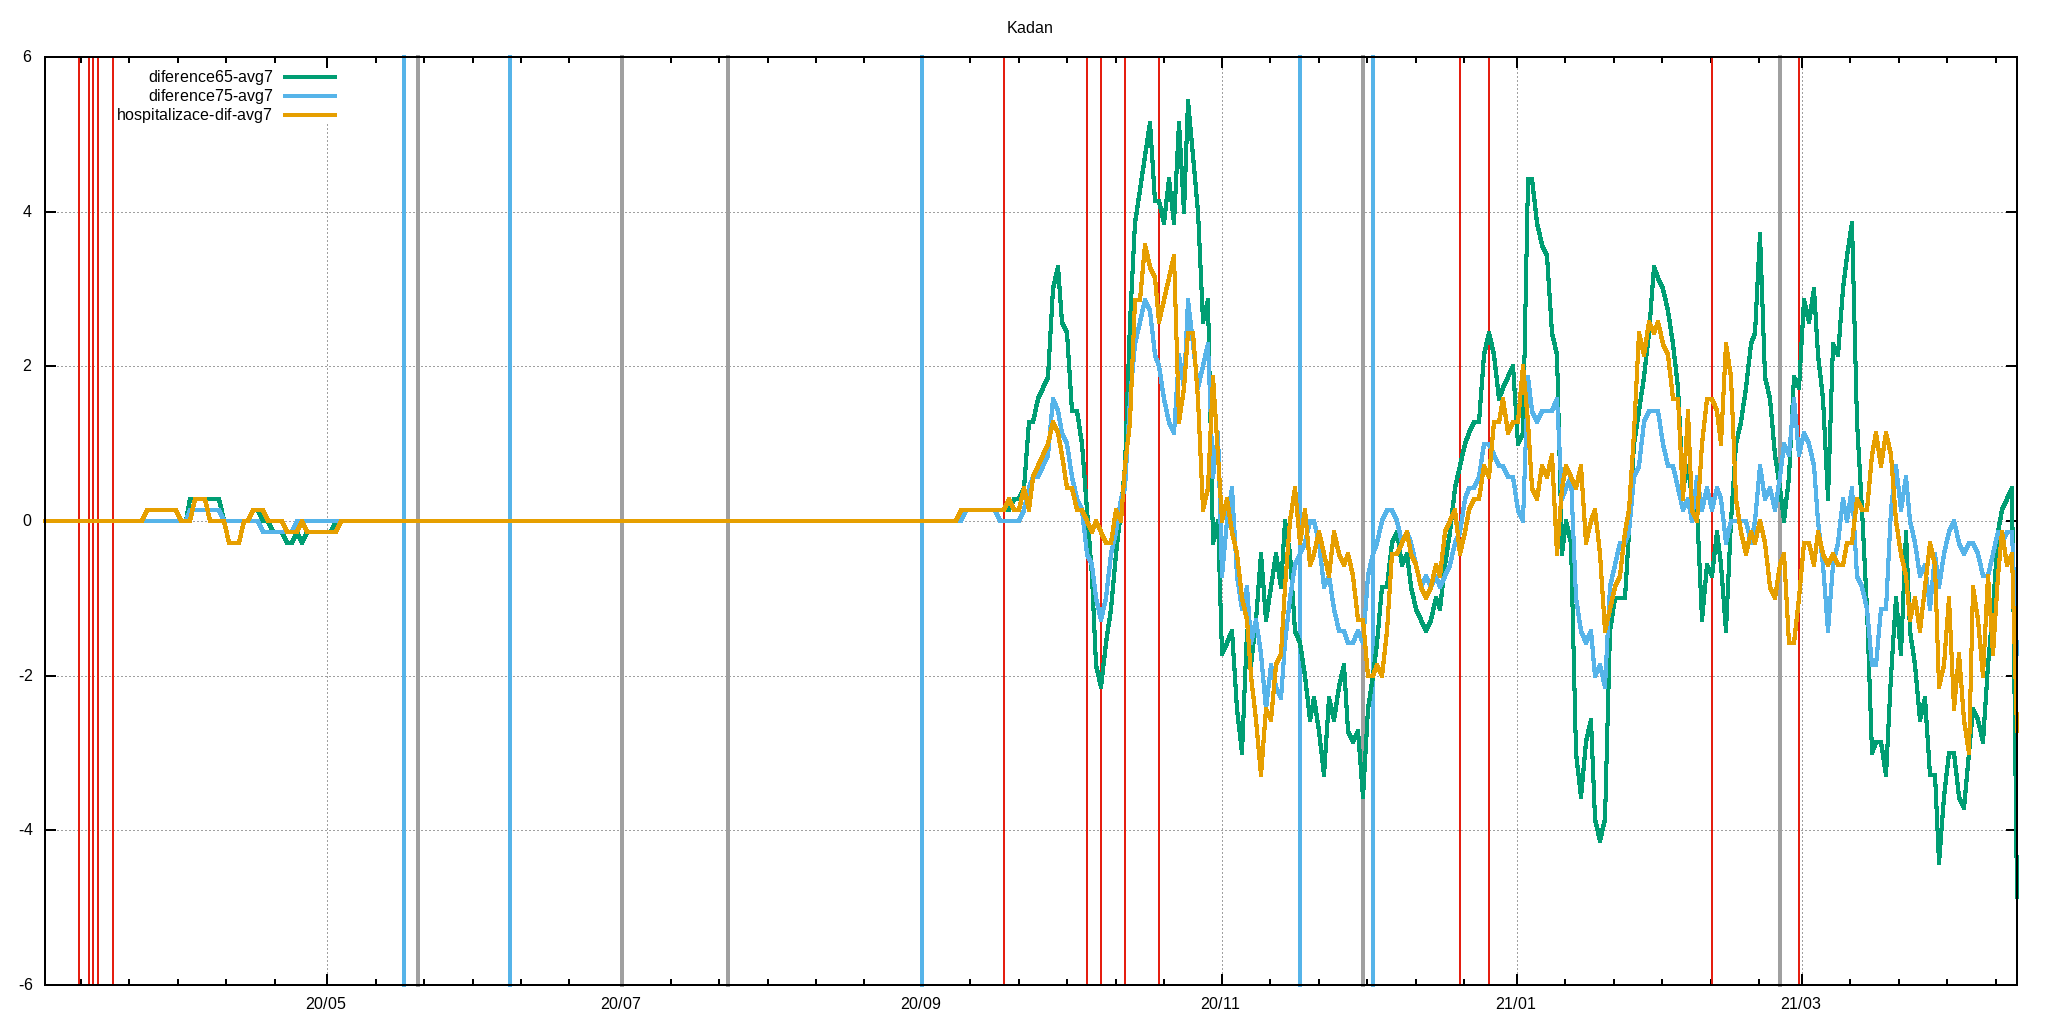 Kadan
6
diference65-avg7
diference75-avg7
hospitalizace-dif-avg7
4
2
0
-2
-4
-6
20/05 20/07 20/09 20/11 21/01 21/03